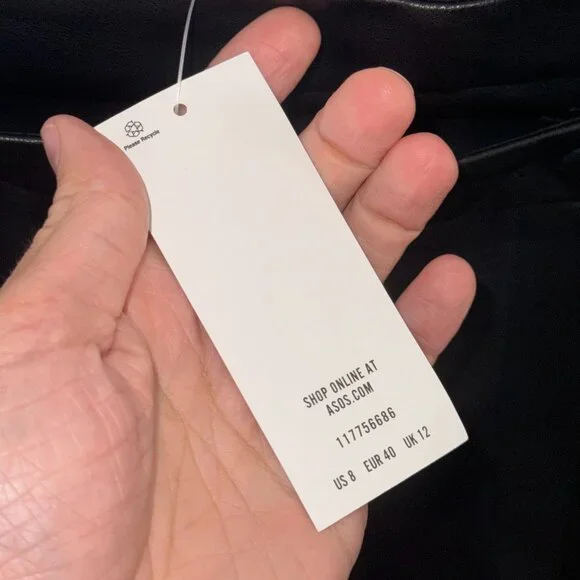 Please Recycle
SHOP ONLINE AT
ASOS.COM
117756686
US 8 EUR 40 UK 12